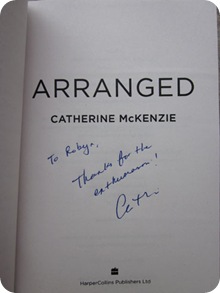 ARRANGED
CATHERINE McKENZIE
To Robyn,
Thanks for the
enthusiasm!
HarperCollins Publishers Ltd